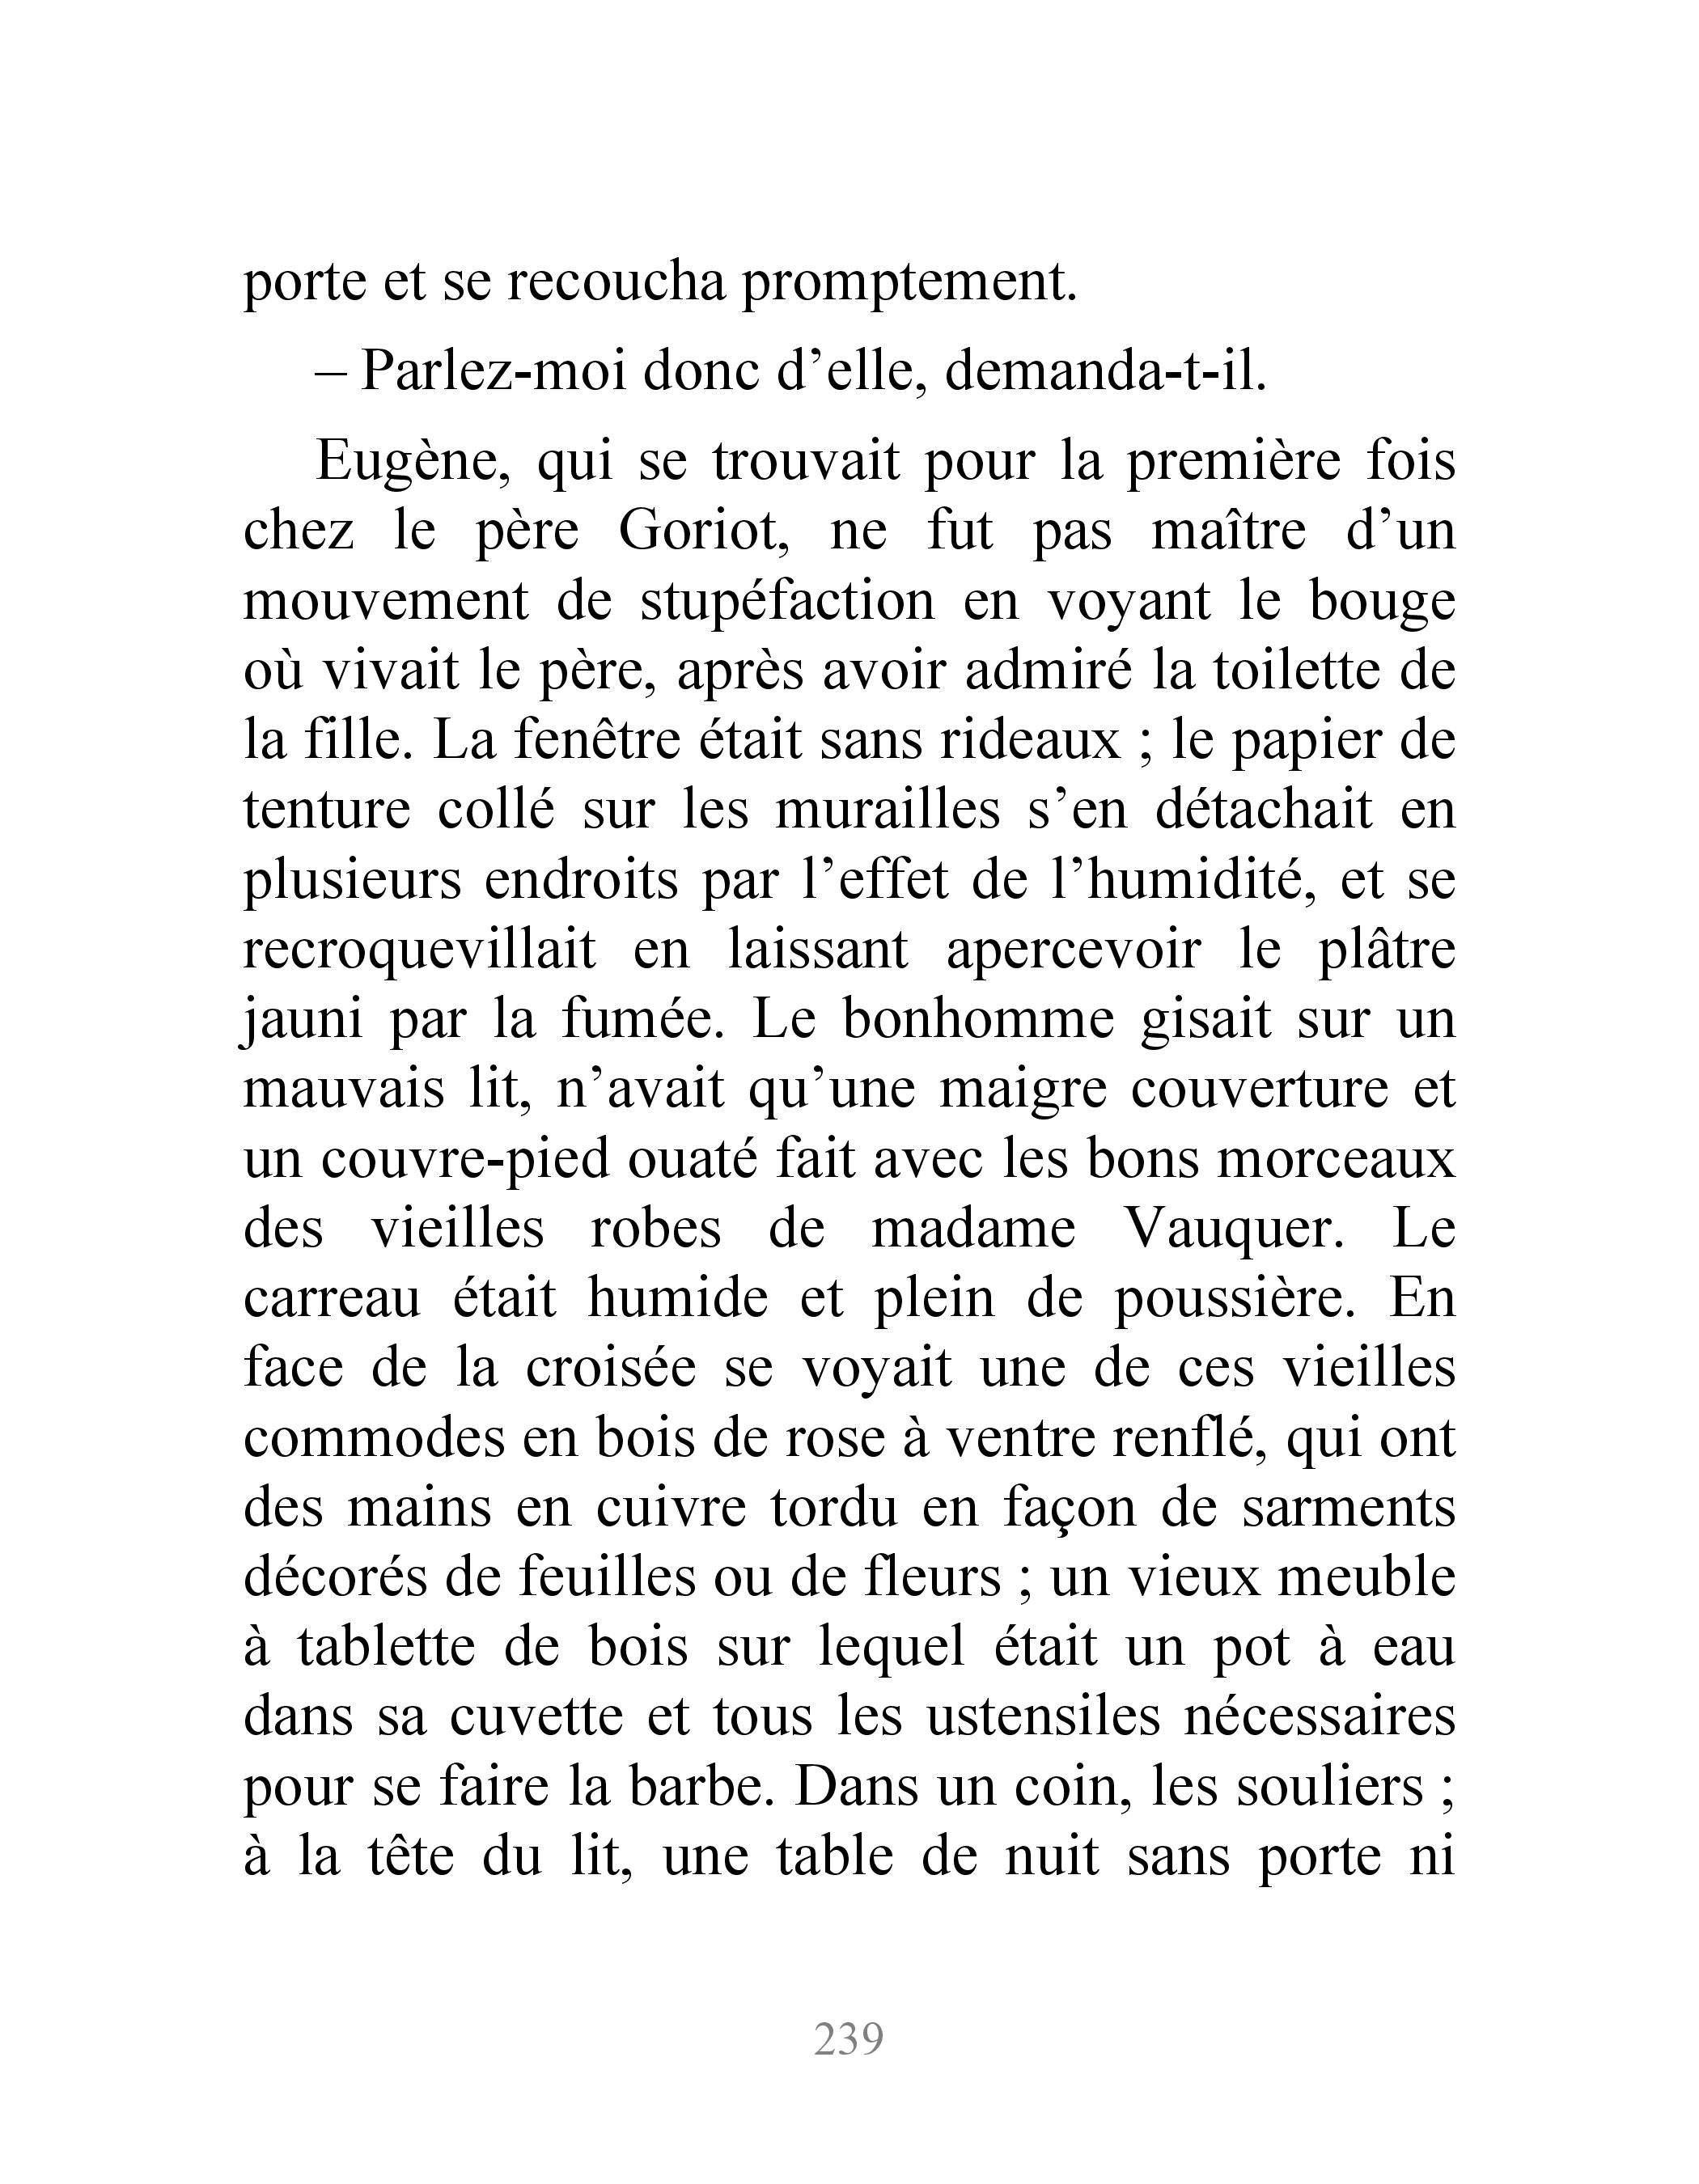 porte et se recoucha promptement.
– Parlez-moi donc d’elle, demanda-t-il.
Eugène, qui se trouvait pour la première fois
chez le père Goriot, ne fut pas maître d’un
mouvement de stupéfaction en voyant le bouge
où vivait le père, après avoir admiré la toilette de
la fille. La fenêtre était sans rideaux ; le papier de
tenture collé sur les murailles s’en détachait en
plusieurs endroits par l’effet de l’humidité, et se
recroquevillait en laissant apercevoir le plâtre
jauni par la fumée. Le bonhomme gisait sur un
mauvais lit, n’avait qu’une maigre couverture et
un couvre-pied ouaté fait avec les bons morceaux
des vieilles robes de madame Vauquer. Le
carreau était humide et plein de poussière. En
face de la croisée se voyait une de ces vieilles
commodes en bois de rose à ventre renflé, qui ont
des mains en cuivre tordu en façon de sarments
décorés de feuilles ou de fleurs ; un vieux meuble
à tablette de bois sur lequel était un pot à eau
dans sa cuvette et tous les ustensiles nécessaires
pour se faire la barbe. Dans un coin, les souliers ;
à la tête du lit, une table de nuit sans porte ni
239